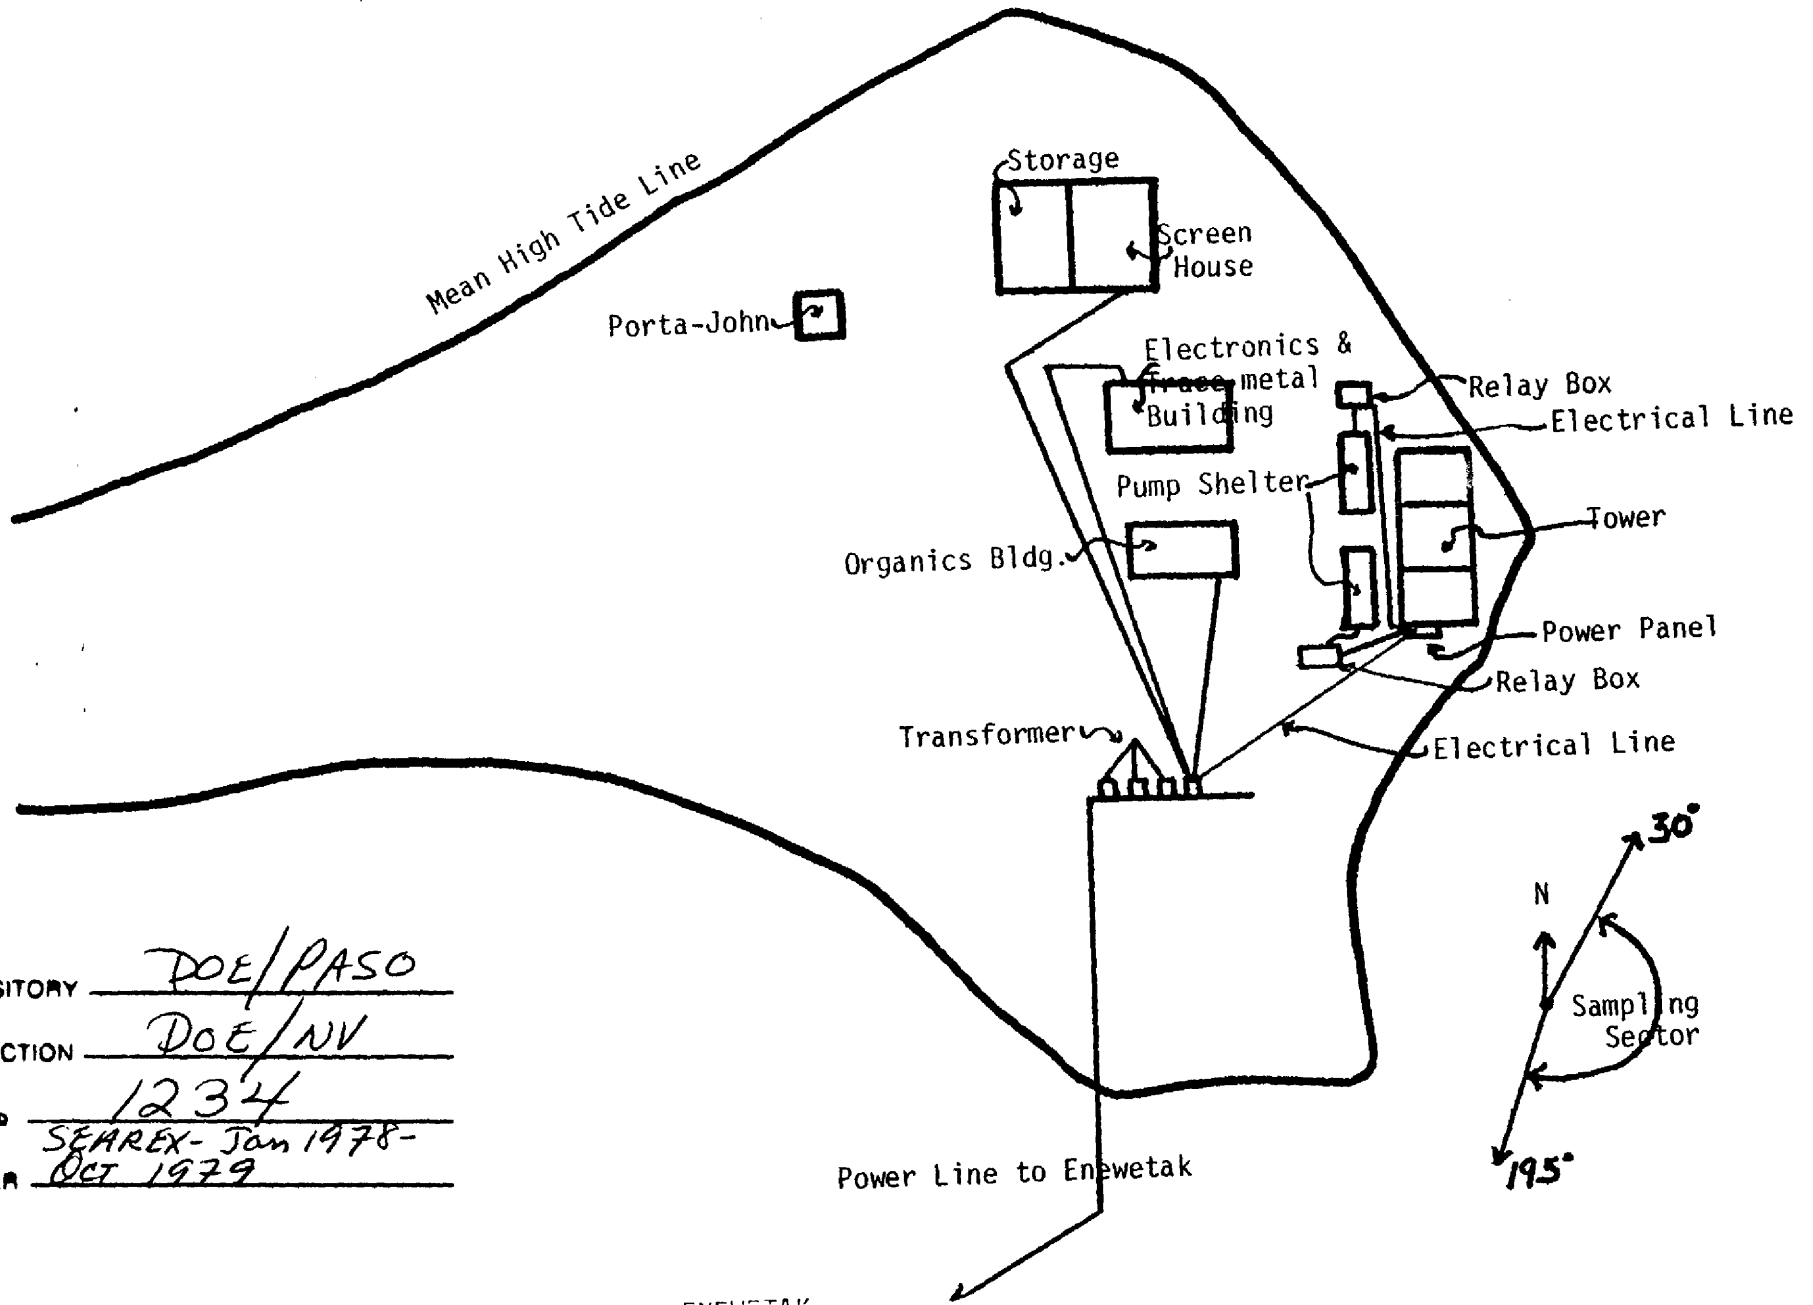 Storage
Mean High Tide Line
Screen
House
Porta-John
Electronics &
Trace metal
Building
Relay Box
Electrical Line
Pump Shelter
Tower
Organics Bldg.
Power Panel
Relay Box
Transformer
Electrical Line
30°
N
Sampling
Sector
195°
SITORY DOE/PASO
CTION DOE/NV
1234
SEAREX- Jan 1978-
R OCT 1979
Power Line to Enewetak